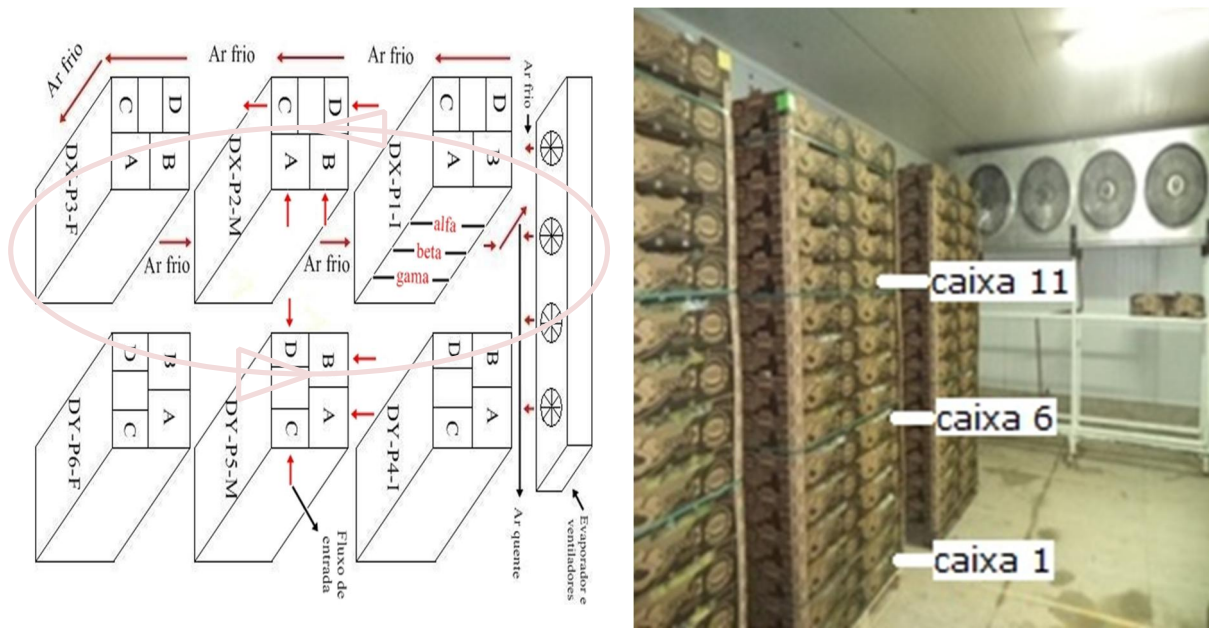 Ar frio
Ar frio
Ar frio
Ar frio
D
C
B
A
DX-P3-F
D
C
B
A
DX-P2-M
D
C
B
A
DX-P1-I
alfa
beta
gama
Ar frio
Ar frio
B
D
A
C
DY-P6-F
B
D
A
C
DY-P5-M
B
D
A
C
DY-P4-I
Fluxo de
entrada
Ar quente
Evaporador e
ventiladores
caixa 11
caixa 6
caixa 1